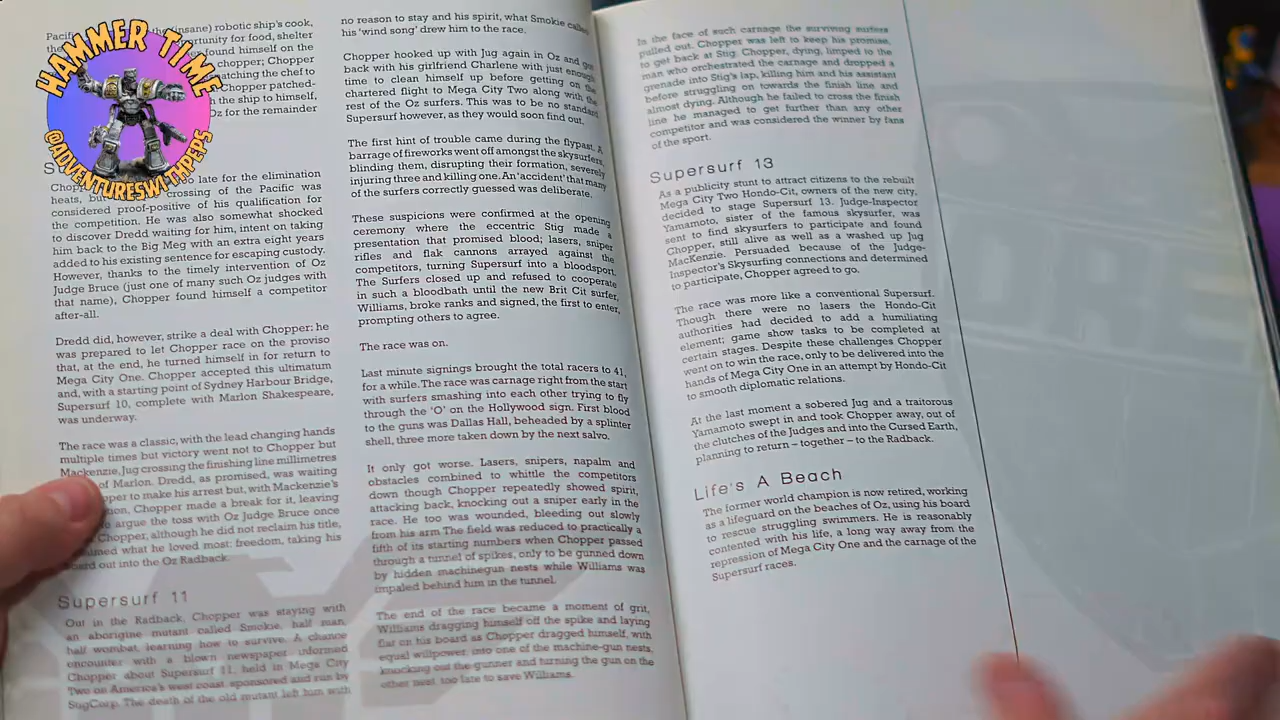 HAMMER TIME
@ADVENTURESWITHPEPS
Pacif
(insane) robotic ship's cook,
ortunity for food, shelter
found himself on the
chopper; Chopper
atching the chef to
Chopper patched-
h the ship to himself,
Oz for the remainder
S
Chopp late for the elimination
heats, bu crossing of the Pacific was
considered proof-positive of his qualification for
the competition. He was also somewhat shocked
to discover Dredd waiting for him, intent on taking
him back to the Big Meg with an extra eight years
added to his existing sentence for escaping custody.
However, thanks to the timely intervention of Oz
Judge Bruce (just one of many such Oz judges with
that name), Chopper found himself a competitor
after-all.
Dredd did, however, strike a deal with Chopper: he
was prepared to let Chopper race on the proviso
that, at the end, he turned himself in for return to
Mega City One. Chopper accepted this ultimatum
and, with a starting point of Sydney Harbour Bridge,
Supersurf 10, complete with Marlon Shakespeare,
was underway.
The race was a classic, with the lead changing hands
multiple times but victory went not to Chopper but
Mackenzie, Jug crossing the finishing line millimetres
of Marlon. Dredd, as promised, was waiting
pper to make his arrest but, with Mackenzie's
ion, Chopper made a break for it, leaving
o argue the toss with Oz Judge Bruce once
Chopper, although he did not reclaim his title,
ained what he loved most: freedom, taking his
board out into the Oz Radback.
Supersurf 11
Out in the Radback, Chopper was staying with
an aborigine mutant called Smokie, half man,
half wombat, learning how to survive. A chance
encounter with a blown newspaper informed
Chopper about Supersurf 11, held in Mega City
Two on America's west coast, sponsored and run by
SugCorp. The death of the old mutant left him with
no reason to stay and his spirit, what Smokie called
his 'wind song' drew him to the race.
Chopper hooked up with Jug again in Oz and got
back with his girlfriend Charlene with just enough
time to clean himself up before getting on the
chartered flight to Mega City Two along with the
rest of the Oz surfers. This was to be no standard
Supersurf however, as they would soon find out.
The first hint of trouble came during the flypast. A
barrage of fireworks went off amongst the skysurfers,
blinding them, disrupting their formation, severely
injuring three and killing one. An 'accident' that many
of the surfers correctly guessed was deliberate.
These suspicions were confirmed at the opening
ceremony where the eccentric Stig made a
presentation that promised blood; lasers, sniper
rifles and flak cannons arrayed against the
competitors, turning Supersurf into a bloodsport.
The Surfers closed up and refused to cooperate
in such a bloodbath until the new Brit Cit surfer,
Williams, broke ranks and signed, the first to enter,
prompting others to agree.
The race was on.
Last minute signings brought the total racers to 41,
for a while. The race was carnage right from the start
with surfers smashing into each other trying to fly
through the 'O' on the Hollywood sign. First blood
to the guns was Dallas Hall, beheaded by a splinter
shell, three more taken down by the next salvo.
It only got worse. Lasers, snipers, napalm and
obstacles combined to whittle the competitors
down though Chopper repeatedly showed spirit,
attacking back, knocking out a sniper early in the
race. He too was wounded, bleeding out slowly
from his arm The field was reduced to practically a
fifth of its starting numbers when Chopper passed
through a tunnel of spikes, only to be gunned down
by hidden machinegun nests while Williams was
impaled behind him in the tunnel.
The end of the race became a moment of grit,
Williams dragging himself off the spike and laying
flat on his board as Chopper dragged himself, with
equal willpower, into one of the machine-gun nests,
knocking out the gunner and turning the gun on the
other nest, too late to save Williams.
In the face of such carnage the surviving surfers
pulled out. Chopper was left to keep his promise,
to get back at Stig. Chopper, dying, limped to the
man who orchestrated the carnage and dropped a
grenade into Stig's lap, killing him and his assistant
before struggling on towards the finish line and
almost dying. Although he failed to cross the finish
line he managed to get further than any other
competitor and was considered the winner by fans
of the sport.
Supersurf 13
As a publicity stunt to attract citizens to the rebuilt
Mega City Two Hondo-Cit, owners of the new city,
decided to stage Supersurf 13. Judge-Inspector
Yamamoto, sister of the famous skysurfer, was
sent to find skysurfers to participate and found
Chopper, still alive as well as a washed up Jug
MacKenzie. Persuaded because of the Judge-
Inspector's Skysurfing connections and determined
to participate, Chopper agreed to go.
The race was more like a conventional Supersurf.
Though there were no lasers the Hondo-Cit
authorities had decided to add a humiliating
element; game show tasks to be completed at
certain stages. Despite these challenges Chopper
went on to win the race, only to be delivered into the
hands of Mega City One in an attempt by Hondo-Cit
to smooth diplomatic relations.
At the last moment a sobered Jug and a traitorous
Yamamoto swept in and took Chopper away, out of
the clutches of the Judges and into the Cursed Earth,
planning to return – together – to the Radback.
Life's A Beach
The former world champion is now retired, working
as a lifeguard on the beaches of Oz, using his board
to rescue struggling swimmers. He is reasonably
contented with his life, a long way away from the
repression of Mega City One and the carnage of the
Supersurf races.